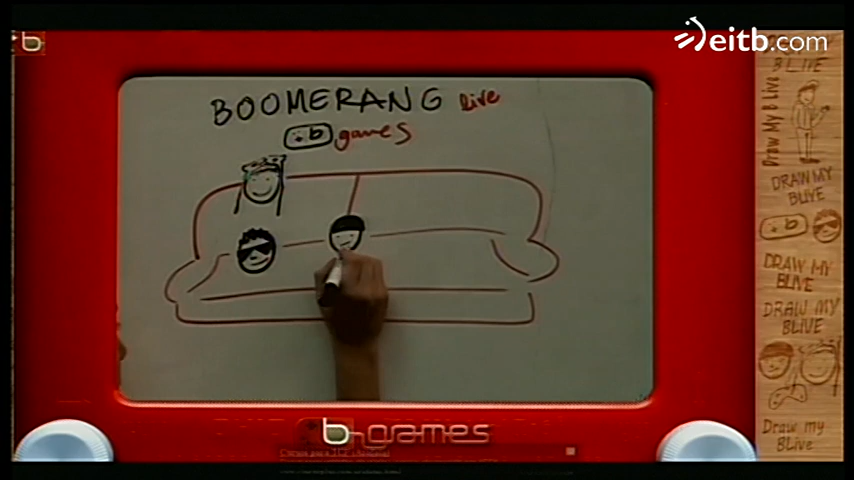 eitb.com
b
BOOMERANG live
b games
b games
BLIVE
Draw My B Live
DRAW MY
BLIVE
b
DRAW MY
BLIVE
DRAW MY
BLIVE
Draw my
BLive